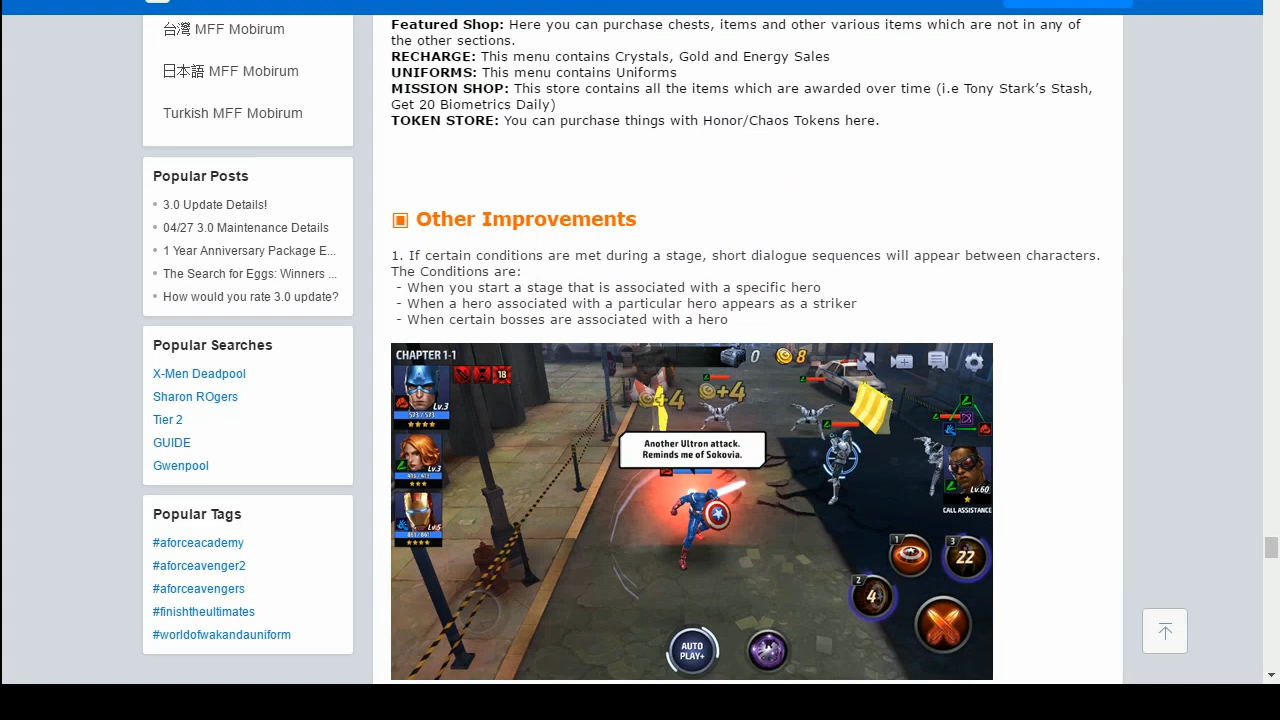 台灣 MFF Mobirum
日本語 MFF Mobirum
Turkish MFF Mobirum
Popular Posts
3.0 Update Details!
04/27 3.0 Maintenance Details
1 Year Anniversary Package E...
The Search for Eggs: Winners ...
How would you rate 3.0 update?
Popular Searches
X-Men Deadpool
Sharon ROgers
Tier 2
GUIDE
Gwenpool
Popular Tags
#aforceacademy
#aforceavenger2
#aforceavengers
#finishtheultimates
#worldofwakandauniform
Featured Shop: Here you can purchase chests, items and other various items which are not in any of
the other sections.
RECHARGE: This menu contains Crystals, Gold and Energy Sales
UNIFORMS: This menu contains Uniforms
MISSION SHOP: This store contains all the items which are awarded over time (i.e Tony Stark's Stash,
Get 20 Biometrics Daily)
TOKEN STORE: You can purchase things with Honor/Chaos Tokens here.
▣ Other Improvements
1. If certain conditions are met during a stage, short dialogue sequences will appear between characters.
The Conditions are:
- When you start a stage that is associated with a specific hero
- When a hero associated with a particular hero appears as a striker
- When certain bosses are associated with a hero
CHAPTER 1-1
0
8
18
Lv.3
573/573
Lv.3
Lv.5
+4
+4
Another Ultron attack.
Reminds me of Sokovia.
Lv.60
CALL ASSISTANCE
1
3
22
2
4
AUTO
PLAY+